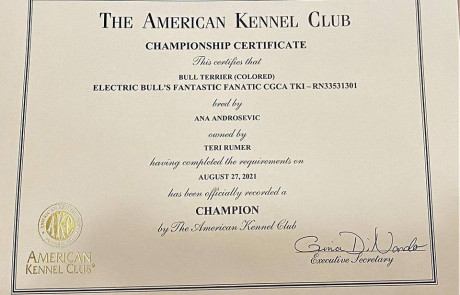 THE AMERICAN KENNEL CLUB
CHAMPIONSHIP CERTIFICATE
This certifies that
BULL TERRIER (COLORED)
ELECTRIC BULL'S FANTASTIC FANATIC CGCA TKI – RN33531301
bred by
ANA ANDROSEVIC
owned by
TERI RUMER
having completed the requirements on
AUGUST 27, 2021
has been officially recorded a
CHAMPION
by The American Kennel Club
AMERICAN
KENNEL CLUB®
Gina DiNardo
Executive Secretary